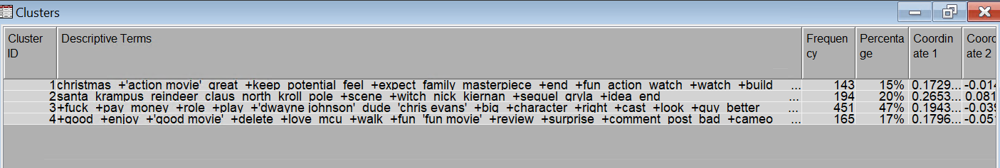 Clusters
Cluster ID Descriptive Terms Frequency Percentage Coordinate 1 Coordinate 2
1 christmas +'action movie' great +keep potential feel +expect family masterpiece +end +fun action watch +watch +build ... 143 15% 0.1729... -0.014
2 santa krampus reindeer claus north kroll pole +scene +witch nick kiernan +sequel gryla +idea end ... 194 20% 0.2653... 0.081
3 +fuck +pay money +role +play +'dwayne johnson' dude 'chris evans' +big +character +right +cast +look +guy better ... 451 47% 0.1943... -0.039
4 +good +enjoy +'good movie' +delete +love mcu +walk +fun 'fun movie' +review +surprise +comment post bad +cameo ... 165 17% 0.1796... -0.051